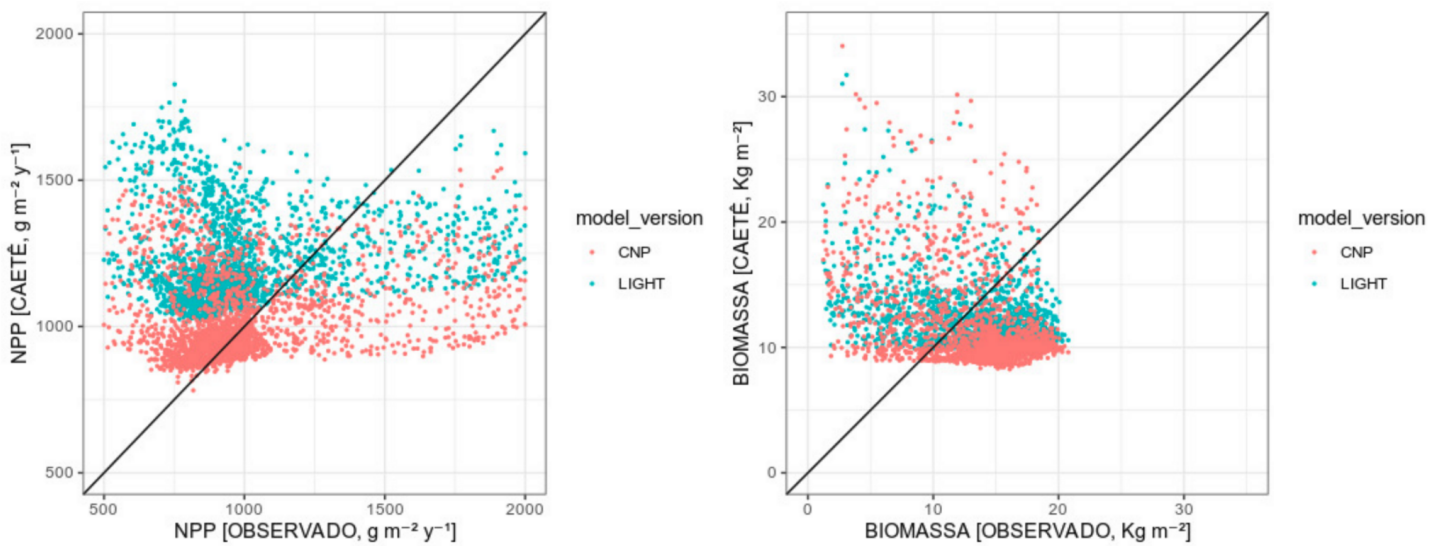 2000
1500
1000
500
NPP [CAETÊ, g m⁻² y⁻¹]
500 1000 1500 2000
NPP [OBSERVADO, g m⁻² y⁻¹]
model_version
CNP
LIGHT
30
20
10
0
BIOMASSA [CAETÊ, Kg m⁻²]
0 10 20 30
BIOMASSA [OBSERVADO, Kg m⁻²]
model_version
CNP
LIGHT